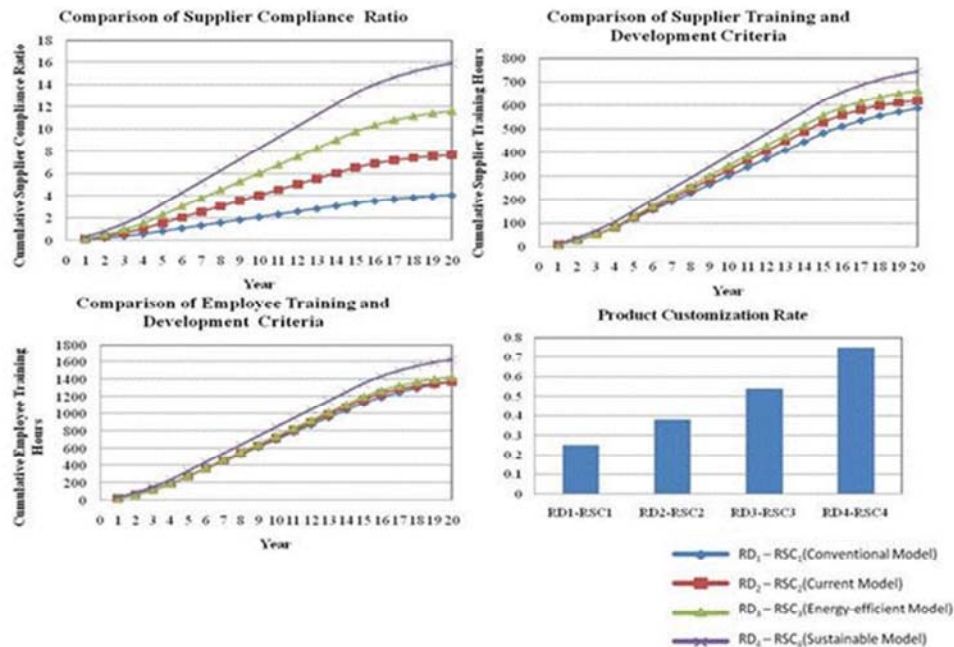 Comparison of Supplier Compliance Ratio
Cumulative Supplier Compliance Ratio
18
16
14
12
10
8
6
4
2
0
0 1 2 3 4 5 6 7 8 9 10 11 12 13 14 15 16 17 18 19 20
Year
Comparison of Supplier Training and
Development Criteria
Cumulative Supplier Training Hours
800
700
600
500
400
300
200
100
0
0 1 2 3 4 5 6 7 8 9 10 11 12 13 14 15 16 17 18 19 20
Year
Comparison of Employee Training and
Development Criteria
Cumulative Employee Training
Hours
1800
1600
1400
1200
1000
800
600
400
200
0
0 1 2 3 4 5 6 7 8 9 10 11 12 13 14 15 16 17 18 19 20
Year
Product Customization Rate
0.8
0.7
0.6
0.5
0.4
0.3
0.2
0.1
0
RD1-RSC1 RD2-RSC2 RD3-RSC3 RD4-RSC4
RD₁ – RSC₁(Conventional Model)
RD₂ – RSC₂(Current Model)
RD₃ – RSC₃(Energy-efficient Model)
RD₄ – RSC₄(Sustainable Model)